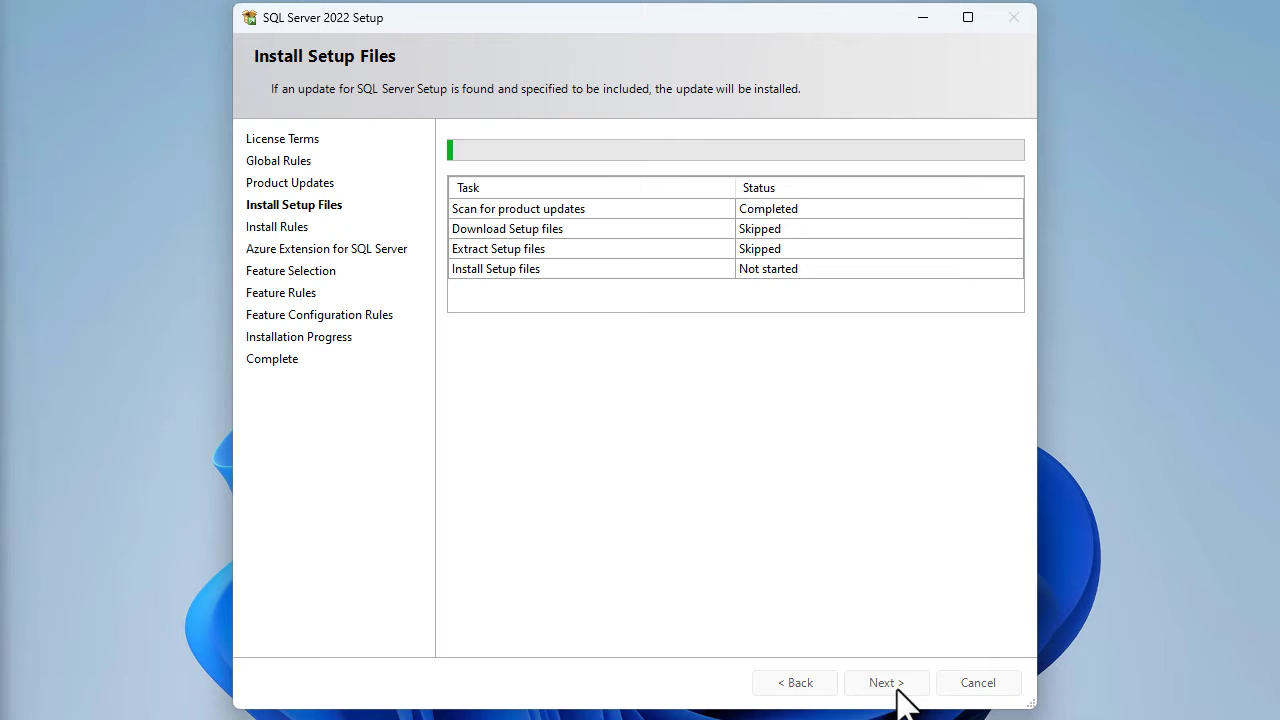 SQL Server 2022 Setup
Install Setup Files
If an update for SQL Server Setup is found and specified to be included, the update will be installed.
License Terms
Global Rules
Product Updates
Install Setup Files
Install Rules
Azure Extension for SQL Server
Feature Selection
Feature Rules
Feature Configuration Rules
Installation Progress
Complete
Task Status
Scan for product updates Completed
Download Setup files Skipped
Extract Setup files Skipped
Install Setup files Not started
< Back Next > Cancel